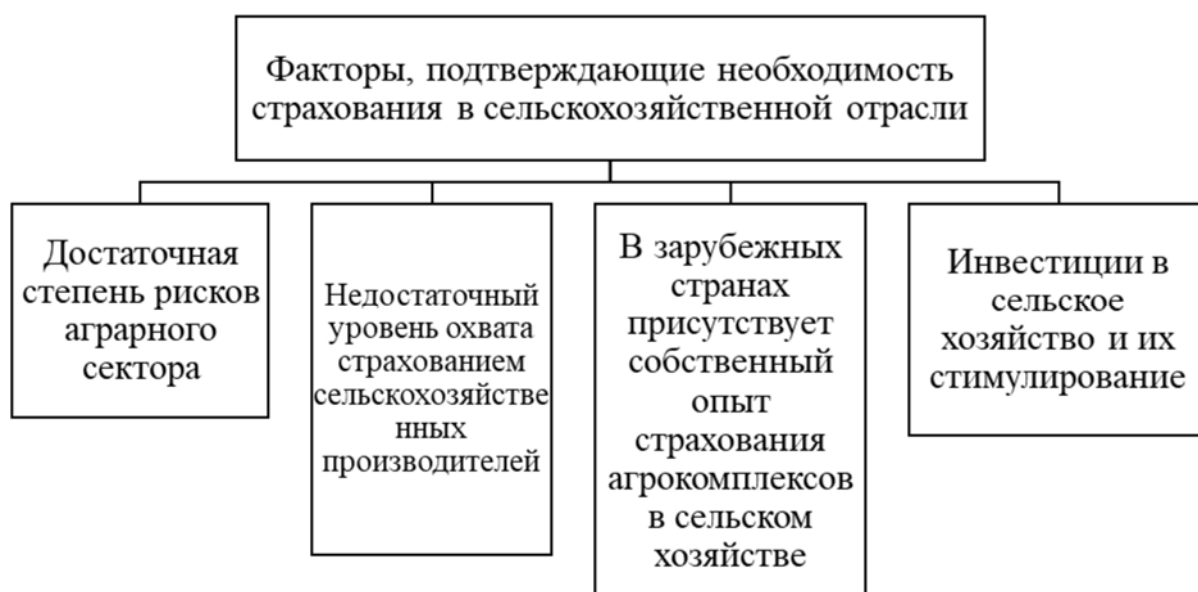 Факторы, подтверждающие необходимость
страхования в сельскохозяйственной отрасли
Достаточная
степень рисков
аграрного
сектора
Недостаточный
уровень охвата
страхованием
сельскохозяйстве
нных
производителей
В зарубежных
странах
присутствует
собственный
опыт
страхования
агрокомплексов
в сельском
хозяйстве
Инвестиции в
сельское
хозяйство и их
стимулирование